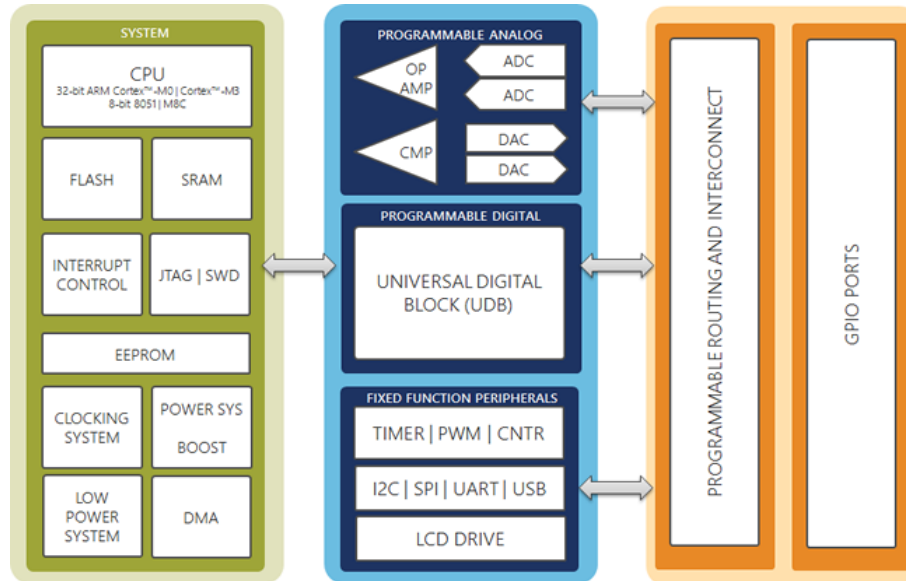 SYSTEM
CPU
32-bit ARM Cortex™-M0 | Cortex™-M3
8-bit 8051 | M8C
FLASH
SRAM
INTERRUPT
CONTROL
JTAG | SWD
EEPROM
CLOCKING
SYSTEM
POWER SYS
BOOST
LOW
POWER
SYSTEM
DMA
PROGRAMMABLE ANALOG
OP
AMP
ADC
ADC
CMP
DAC
DAC
PROGRAMMABLE DIGITAL
UNIVERSAL DIGITAL
BLOCK (UDB)
FIXED FUNCTION PERIPHERALS
TIMER | PWM | CNTR
I2C | SPI | UART | USB
LCD DRIVE
PROGRAMMABLE ROUTING AND INTERCONNECT
GPIO PORTS